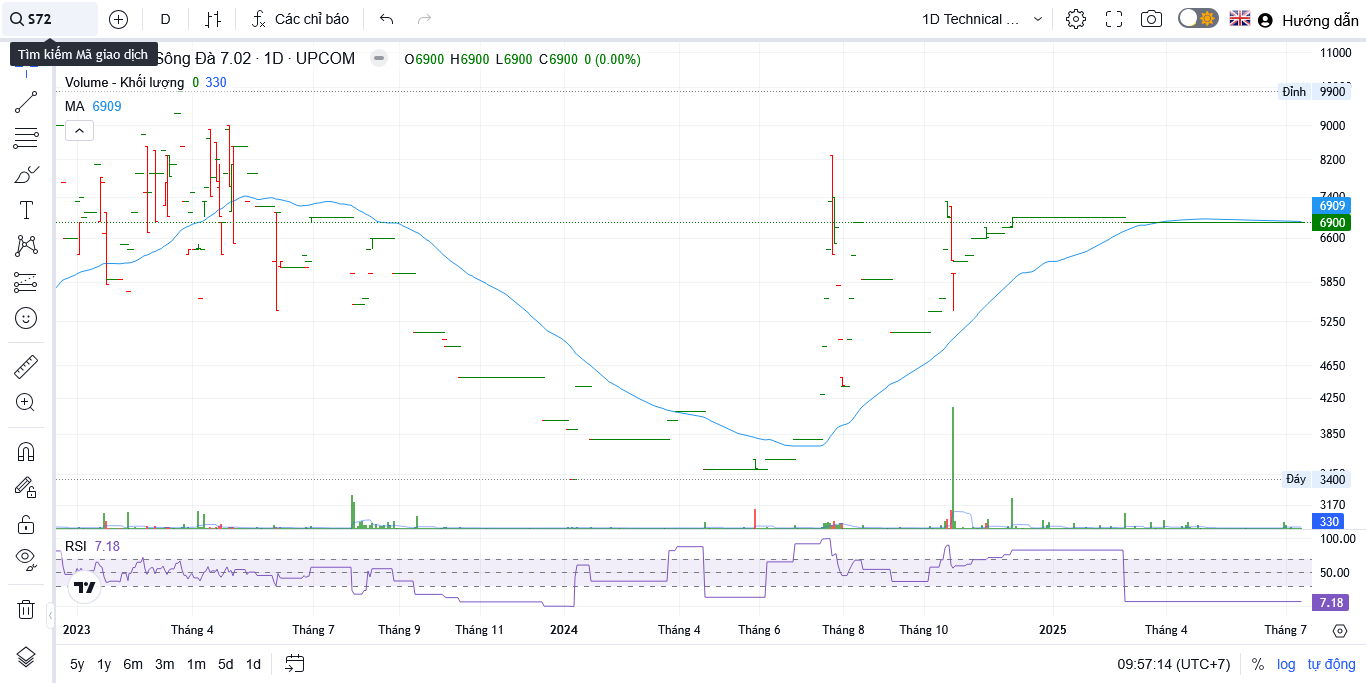 S72
D
Các chỉ báo
1D Technical ...
Hướng dẫn
Tìm kiếm Mã giao dịch
Sông Đà 7.02 · 1D · UPCOM
O6900 H6900 L6900 C6900 0 (0.00%)
Volume - Khối lượng 0 330
MA 6909
11000
Đỉnh 9900
9000
8200
7400
6909
6900
6600
5850
5250
4650
4250
3850
Đáy 3400
3170
330
RSI 7.18
100.00
50.00
7.18
2023
Tháng 4
Tháng 7
Tháng 9
Tháng 11
2024
Tháng 4
Tháng 6
Tháng 8
Tháng 10
2025
Tháng 4
Tháng 7
5y 1y 6m 3m 1m 5d 1d
09:57:14 (UTC+7)
% log tự động